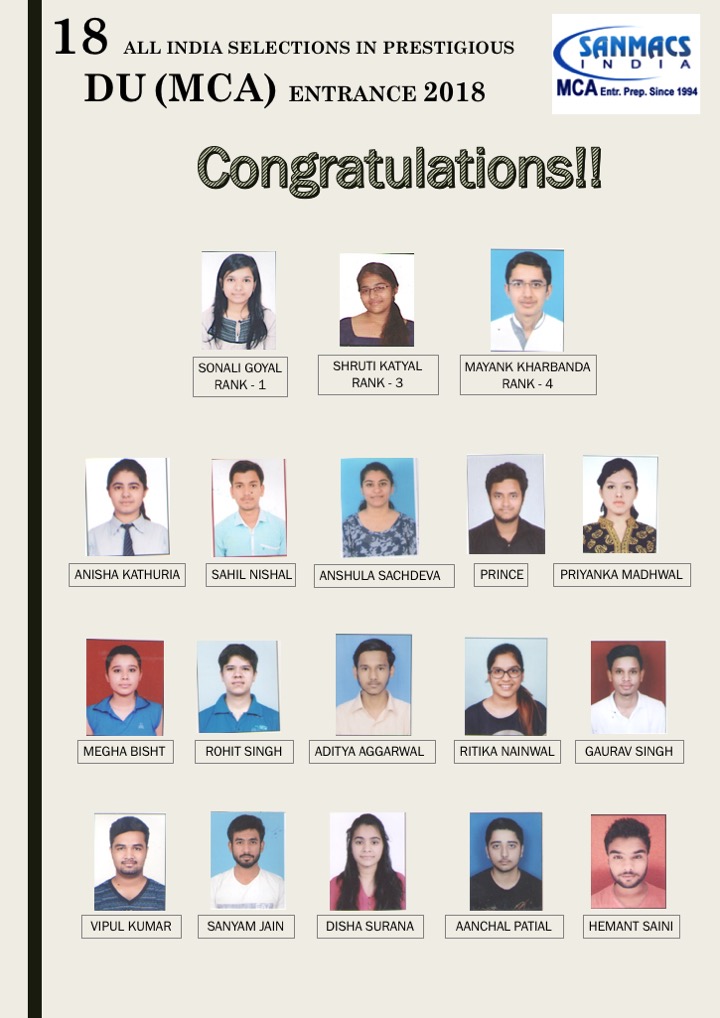 18 ALL INDIA SELECTIONS IN PRESTIGIOUS
DU (MCA) ENTRANCE 2018
SANMACS
INDIA
MCA Entr. Prep. Since 1994
Congratulations!!
SONALI GOYAL
RANK - 1
SHRUTI KATYAL
RANK - 3
MAYANK KHARBANDA
RANK - 4
ANISHA KATHURIA
SAHIL NISHAL
ANSHULA SACHDEVA
PRINCE
PRIYANKA MADHWAL
MEGHA BISHT
ROHIT SINGH
ADITYA AGGARWAL
RITIKA NAINWAL
GAURAV SINGH
VIPUL KUMAR
SANYAM JAIN
DISHA SURANA
AANCHAL PATIAL
HEMANT SAINI